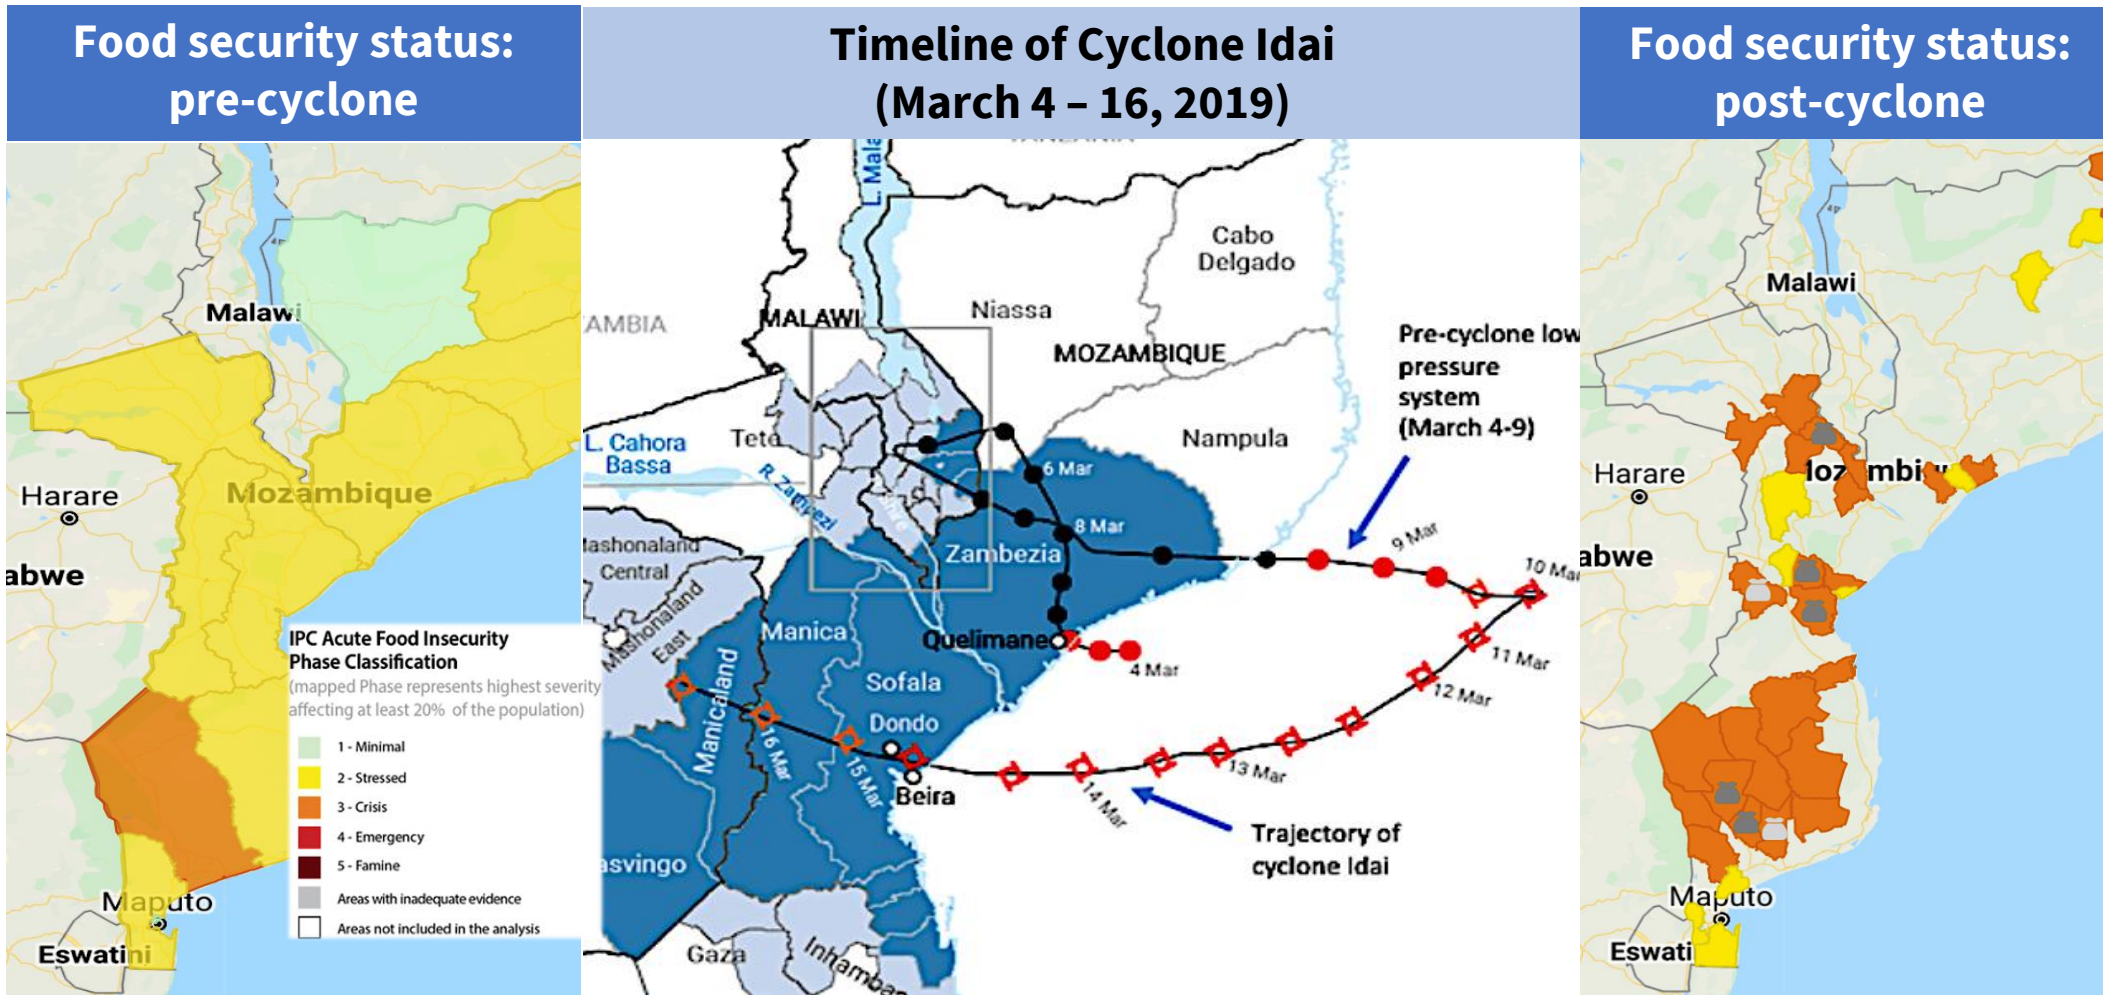 Food security status:
pre-cyclone
Malawi
Harare
Mozambique
abwe
IPC Acute Food Insecurity
Phase Classification
(mapped Phase represents highest severity
affecting at least 20% of the population)
1 - Minimal
2 - Stressed
3 - Crisis
4 - Emergency
5 - Famine
Areas with inadequate evidence
Areas not included in the analysis
Maputo
Eswatini
Timeline of Cyclone Idai
(March 4 – 16, 2019)
L. Mala
Cabo
Delgado
Niassa
AMBIA
MALAWI
MOZAMBIQUE
Pre-cyclone low
pressure
system
(March 4-9)
Nampula
Tete
L. Cahora
Bassa
R. Zambezi
6 Mar
8 Mar
9 Mar
10 Mar
Zambezia
Mashonaland
Central
Mashonaland
East
Manica
Quelimane
4 Mar
11 Mar
12 Mar
Manicaland
Sofala
Dondo
16 Mar
15 Mar
13 Mar
14 Mar
Beira
Trajectory of
cyclone Idai
asvingo
Gaza
Inhamba
Food security status:
post-cyclone
Malawi
Harare
abwe
Maputo
Eswati